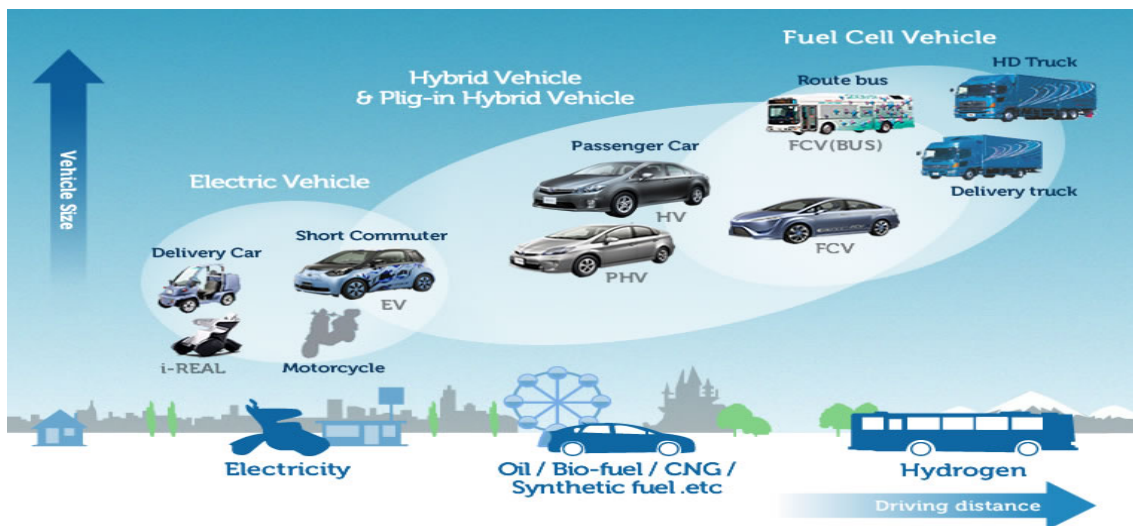 Fuel Cell Vehicle
HD Truck
Hybrid Vehicle
& Plig-in Hybrid Vehicle
Route bus
FCV(BUS)
Passenger Car
HV
Delivery truck
Vehicle Size
Electric Vehicle
Delivery Car
Short Commuter
EV
PHV
FCV
i-REAL
Motorcycle
Electricity
Oil / Bio-fuel / CNG /
Synthetic fuel .etc
Hydrogen
Driving distance